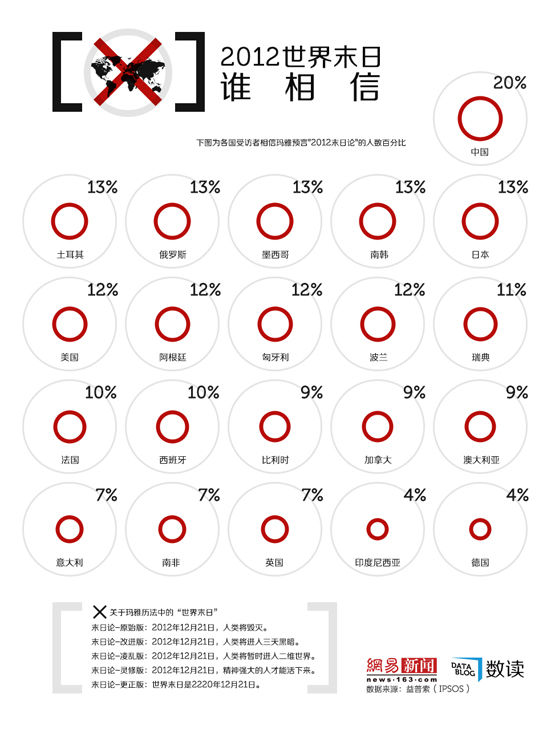 2012世界末日
谁相信
下图为各国受访者相信玛雅预言"2012末日论"的人数百分比
20%
中国
13% 13% 13% 13% 13%
土耳其 俄罗斯 墨西哥 南韩 日本
12% 12% 12% 12% 11%
美国 阿根廷 匈牙利 波兰 瑞典
10% 10% 9% 9% 9%
法国 西班牙 比利时 加拿大 澳大利亚
7% 7% 7% 4% 4%
意大利 南非 英国 印度尼西亚 德国
关于玛雅历法中的“世界末日”
末日论-原始版：2012年12月21日，人类将毁灭。
末日论-改进版：2012年12月21日，人类将进入三天黑暗。
末日论-凌乱版：2012年12月21日，人类将暂时进入二维世界。
末日论-灵修版：2012年12月21日，精神强大的人才能活下来。
末日论-更正版：世界末日是2220年12月21日。
網易新闻
news·163·com
DATA BLOG 数读
数据来源：益普索（IPSOS）